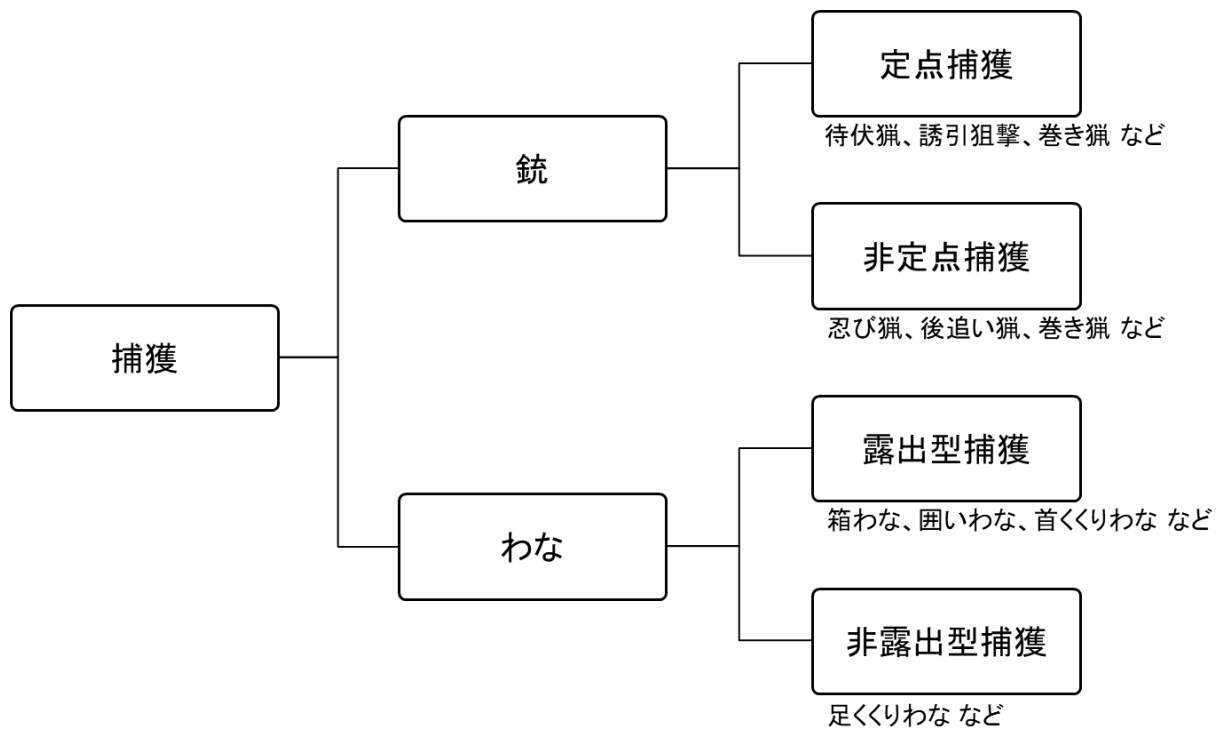 捕獲
銃
定点捕獲
待伏猟、誘引狙撃、巻き猟 など
非定点捕獲
忍び猟、後追い猟、巻き猟 など
わな
露出型捕獲
箱わな、囲いわな、首くくりわな など
非露出型捕獲
足くくりわな など